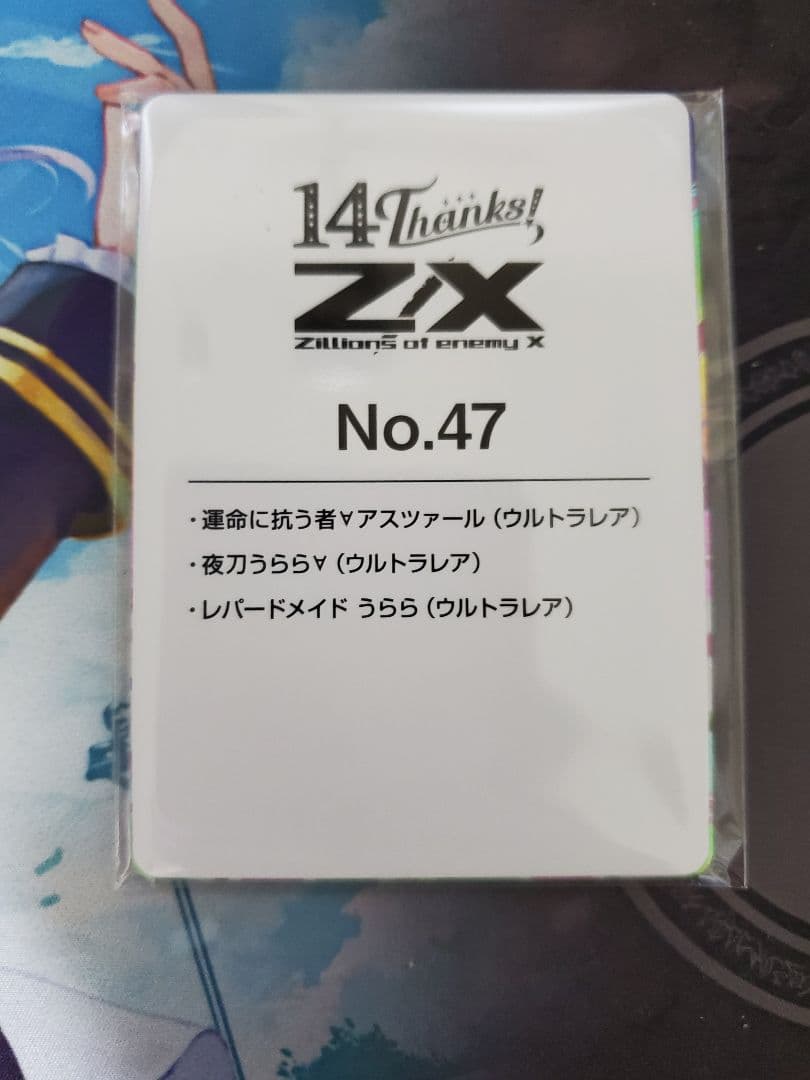 14 Thanks!
Z/X
Zillions of enemy X
No.47
・運命に抗う者∀アスツァール（ウルトラレア）
・夜刀うらら∀（ウルトラレア）
・レパードメイド うらら（ウルトラレア）